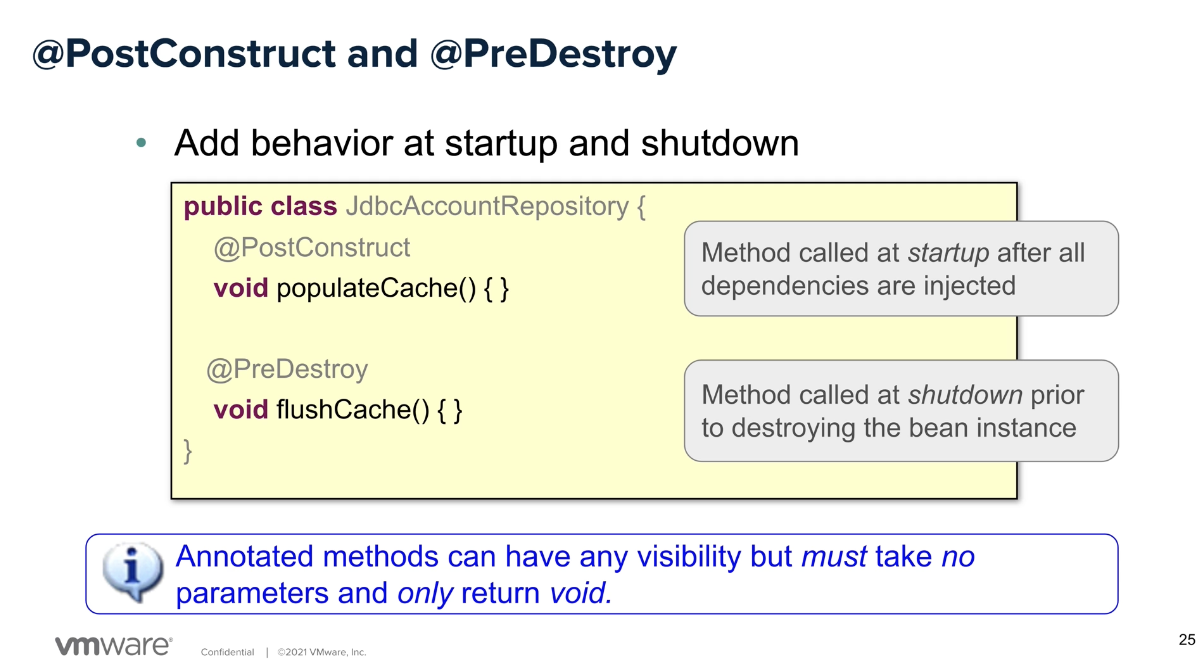 @PostConstruct and @PreDestroy
• Add behavior at startup and shutdown
public class JdbcAccountRepository {
@PostConstruct
void populateCache() { }
@PreDestroy
void flushCache() { }
}
Method called at startup after all
dependencies are injected
Method called at shutdown prior
to destroying the bean instance
Annotated methods can have any visibility but must take no
parameters and only return void.
vmware®
Confidential | ©2021 VMware, Inc.
25